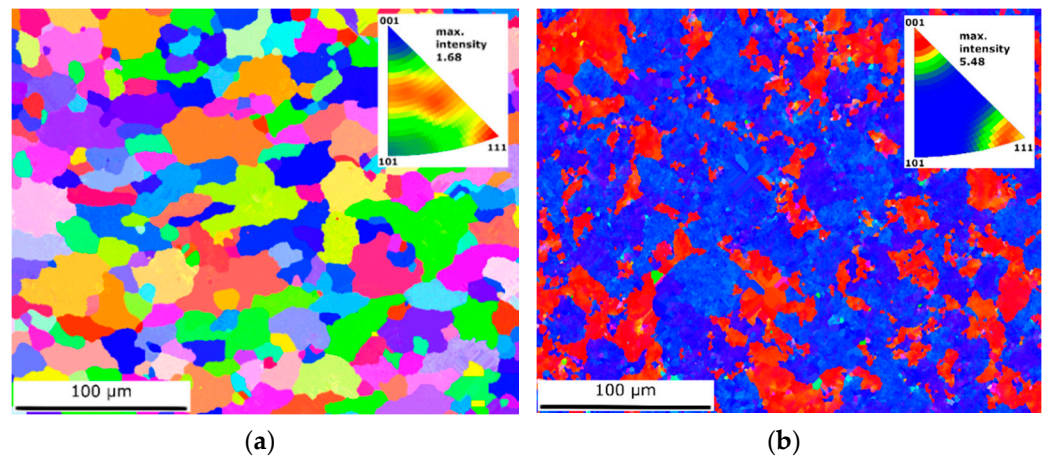 001
max.
intensity
1.68
101
111
100 µm
(a)
001
max.
intensity
5.48
101
111
100 µm
(b)